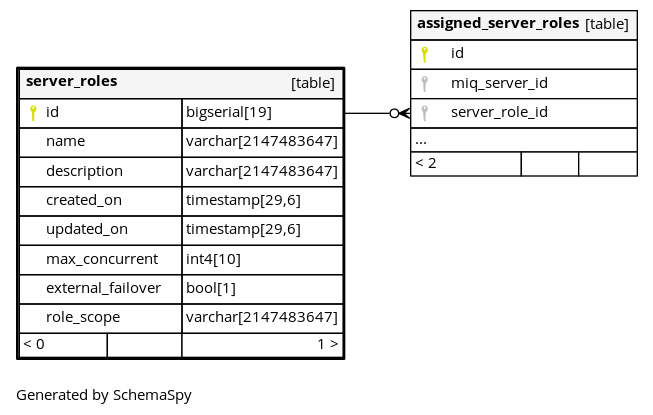 assigned_server_roles [table]
id
miq_server_id
server_role_id
...
< 2
server_roles [table]
id bigserial[19]
name varchar[2147483647]
description varchar[2147483647]
created_on timestamp[29,6]
updated_on timestamp[29,6]
max_concurrent int4[10]
external_failover bool[1]
role_scope varchar[2147483647]
< 0 1 >
Generated by SchemaSpy